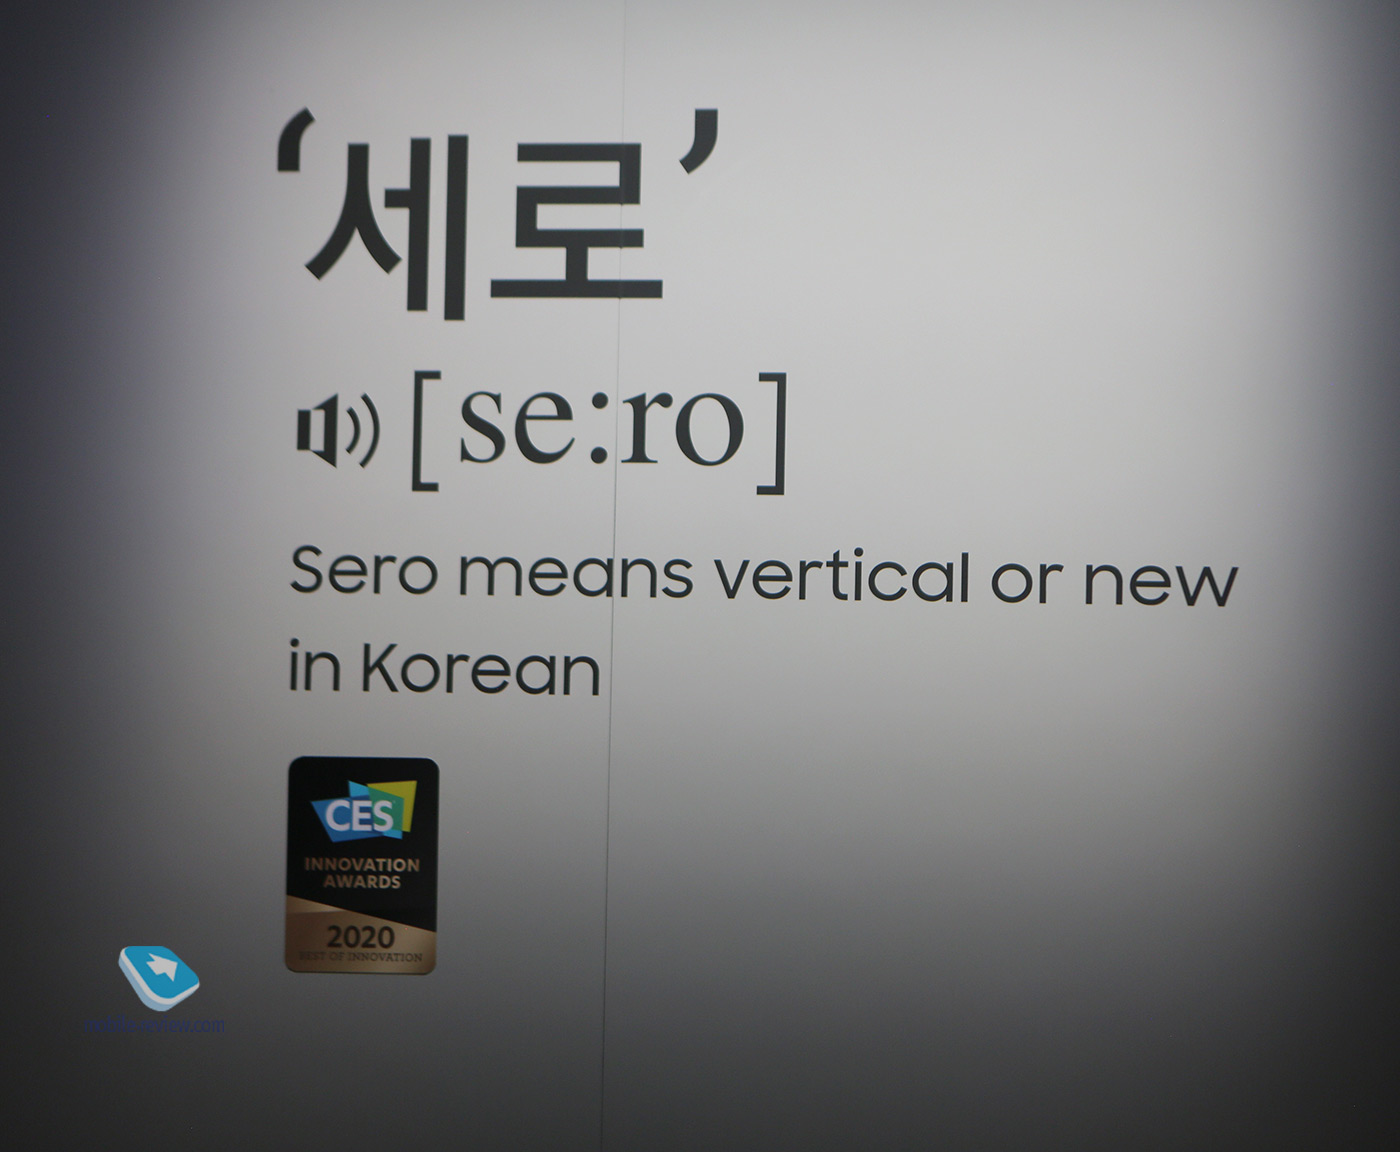 ‘세로’
[se:ro]
Sero means vertical or new
in Korean
CES
INNOVATION
AWARDS
2020
BEST OF INNOVATION